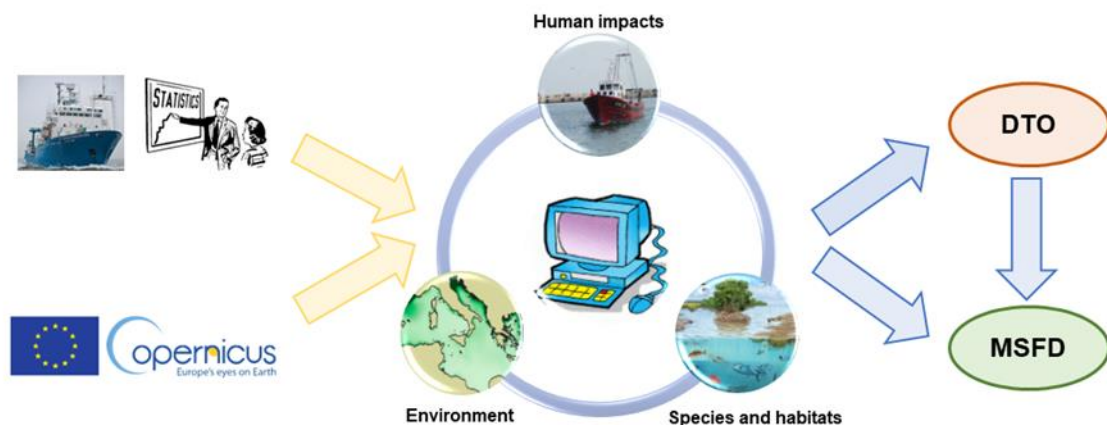 Human impacts
STATISTICS
DTO
opernicus
Europe's eyes on Earth
MSFD
Environment
Species and habitats